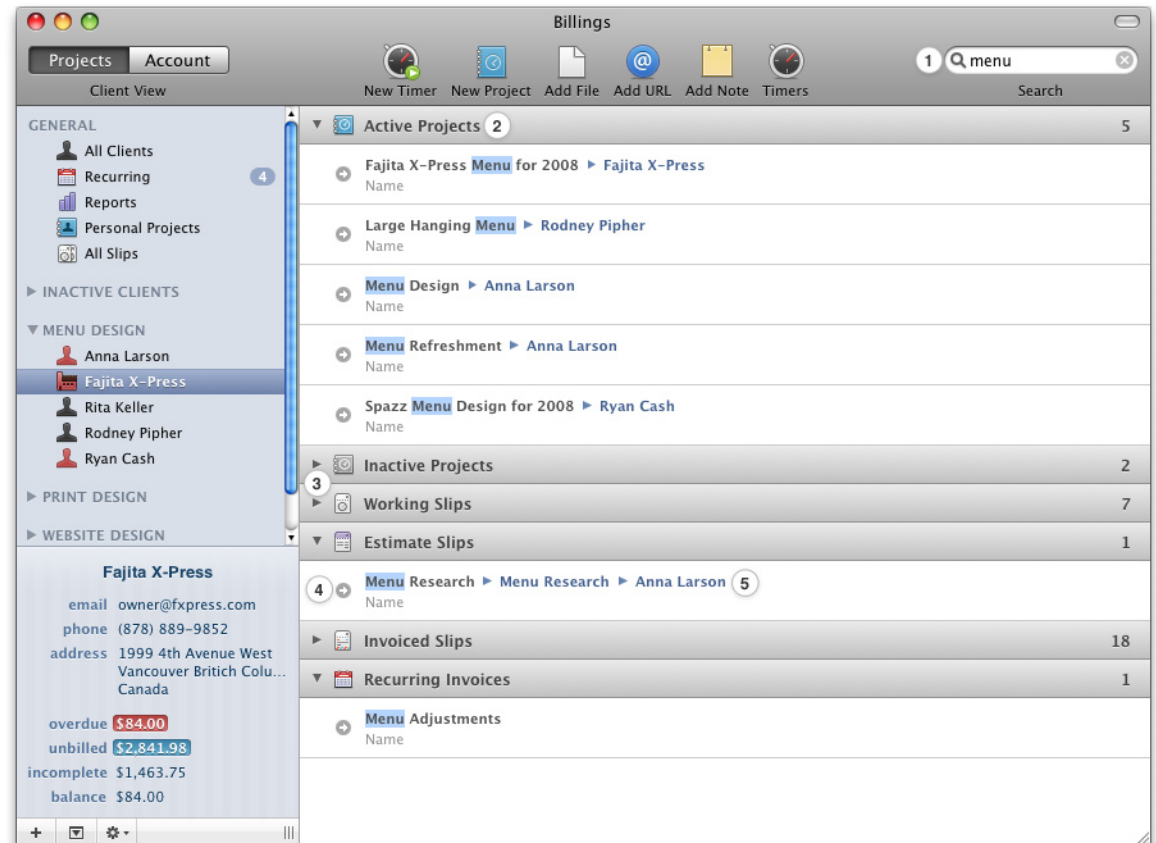 Billings
Projects Account
Client View
New Timer New Project Add File Add URL Add Note Timers
1 menu
Search
GENERAL
All Clients
Recurring 4
Reports
Personal Projects
All Slips
INACTIVE CLIENTS
MENU DESIGN
Anna Larson
Fajita X-Press
Rita Keller
Rodney Pipher
Ryan Cash
PRINT DESIGN
WEBSITE DESIGN
Fajita X-Press
email owner@fxpress.com
phone (878) 889-9852
address 1999 4th Avenue West
Vancouver Britich Colu...
Canada
overdue $84.00
unbilled $2,841.98
incomplete $1,463.75
balance $84.00
Active Projects 2 5
Fajita X-Press Menu for 2008 ▶ Fajita X-Press
Name
Large Hanging Menu ▶ Rodney Pipher
Name
Menu Design ▶ Anna Larson
Name
Menu Refreshment ▶ Anna Larson
Name
Spazz Menu Design for 2008 ▶ Ryan Cash
Name
Inactive Projects 2
3
Working Slips 7
Estimate Slips 1
4 Menu Research ▶ Menu Research ▶ Anna Larson 5
Name
Invoiced Slips 18
Recurring Invoices 1
Menu Adjustments
Name